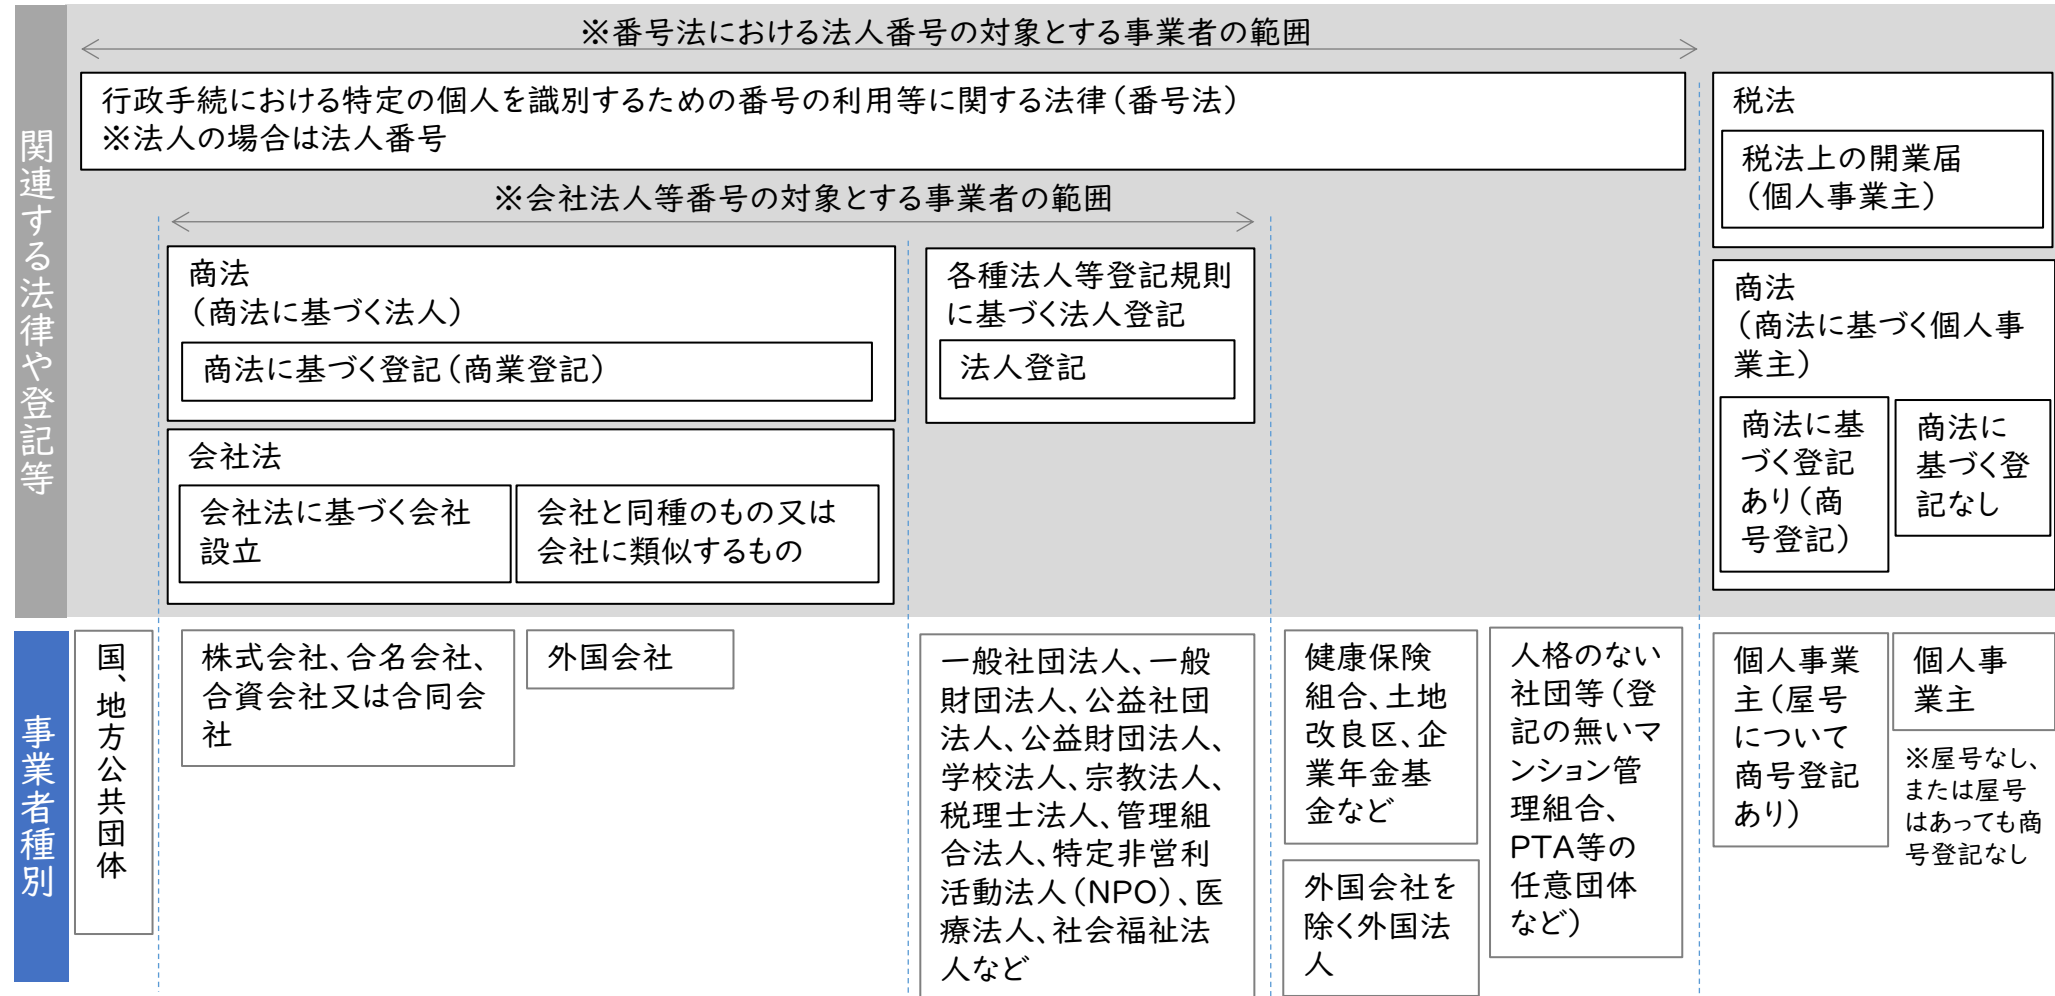 ※番号法における法人番号の対象とする事業者の範囲
関連する法律や登記等
行政手続における特定の個人を識別するための番号の利用等に関する法律（番号法）
※法人の場合は法人番号
税法
税法上の開業届
（個人事業主）
※会社法人等番号の対象とする事業者の範囲
商法
（商法に基づく法人）
商法に基づく登記（商業登記）
各種法人等登記規則
に基づく法人登記
法人登記
商法
（商法に基づく個人事
業主）
商法に基
づく登記
あり（商
号登記）
商法に
基づく登
記なし
会社法
会社法に基づく会社
設立
会社と同種のもの又は
会社に類似するもの
事業者種別
国、地方公共団体
株式会社、合名会社、
合資会社又は合同会
社
外国会社
一般社団法人、一般
財団法人、公益社団
法人、公益財団法人、
学校法人、宗教法人、
税理士法人、管理組
合法人、特定非営利
活動法人（NPO）、医
療法人、社会福祉法
人など
健康保険
組合、土地
改良区、企
業年金基
金など
外国会社を
除く外国法
人
人格のない
社団等（登
記の無いマ
ンション管
理組合、
PTA等の
任意団体
など）
個人事業
主（屋号
について
商号登記
あり）
個人事
業主
※屋号なし、
または屋号
はあっても商
号登記なし